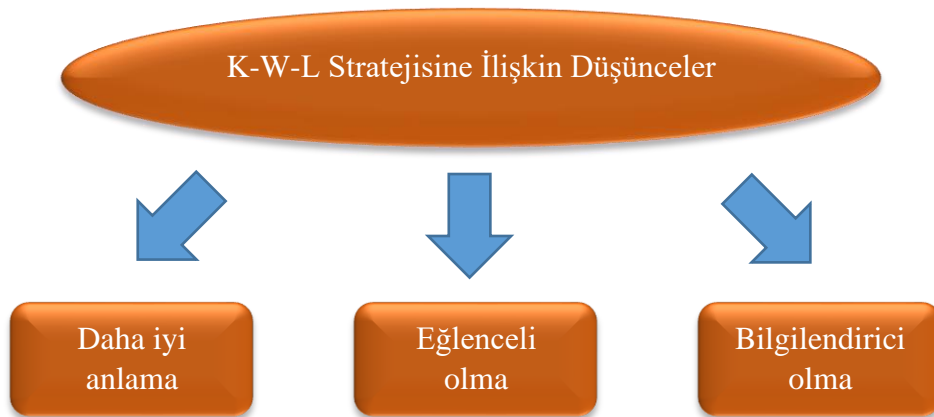 K-W-L Stratejisine İlişkin Düşünceler
Daha iyi
anlama
Eğlenceli
olma
Bilgilendirici
olma